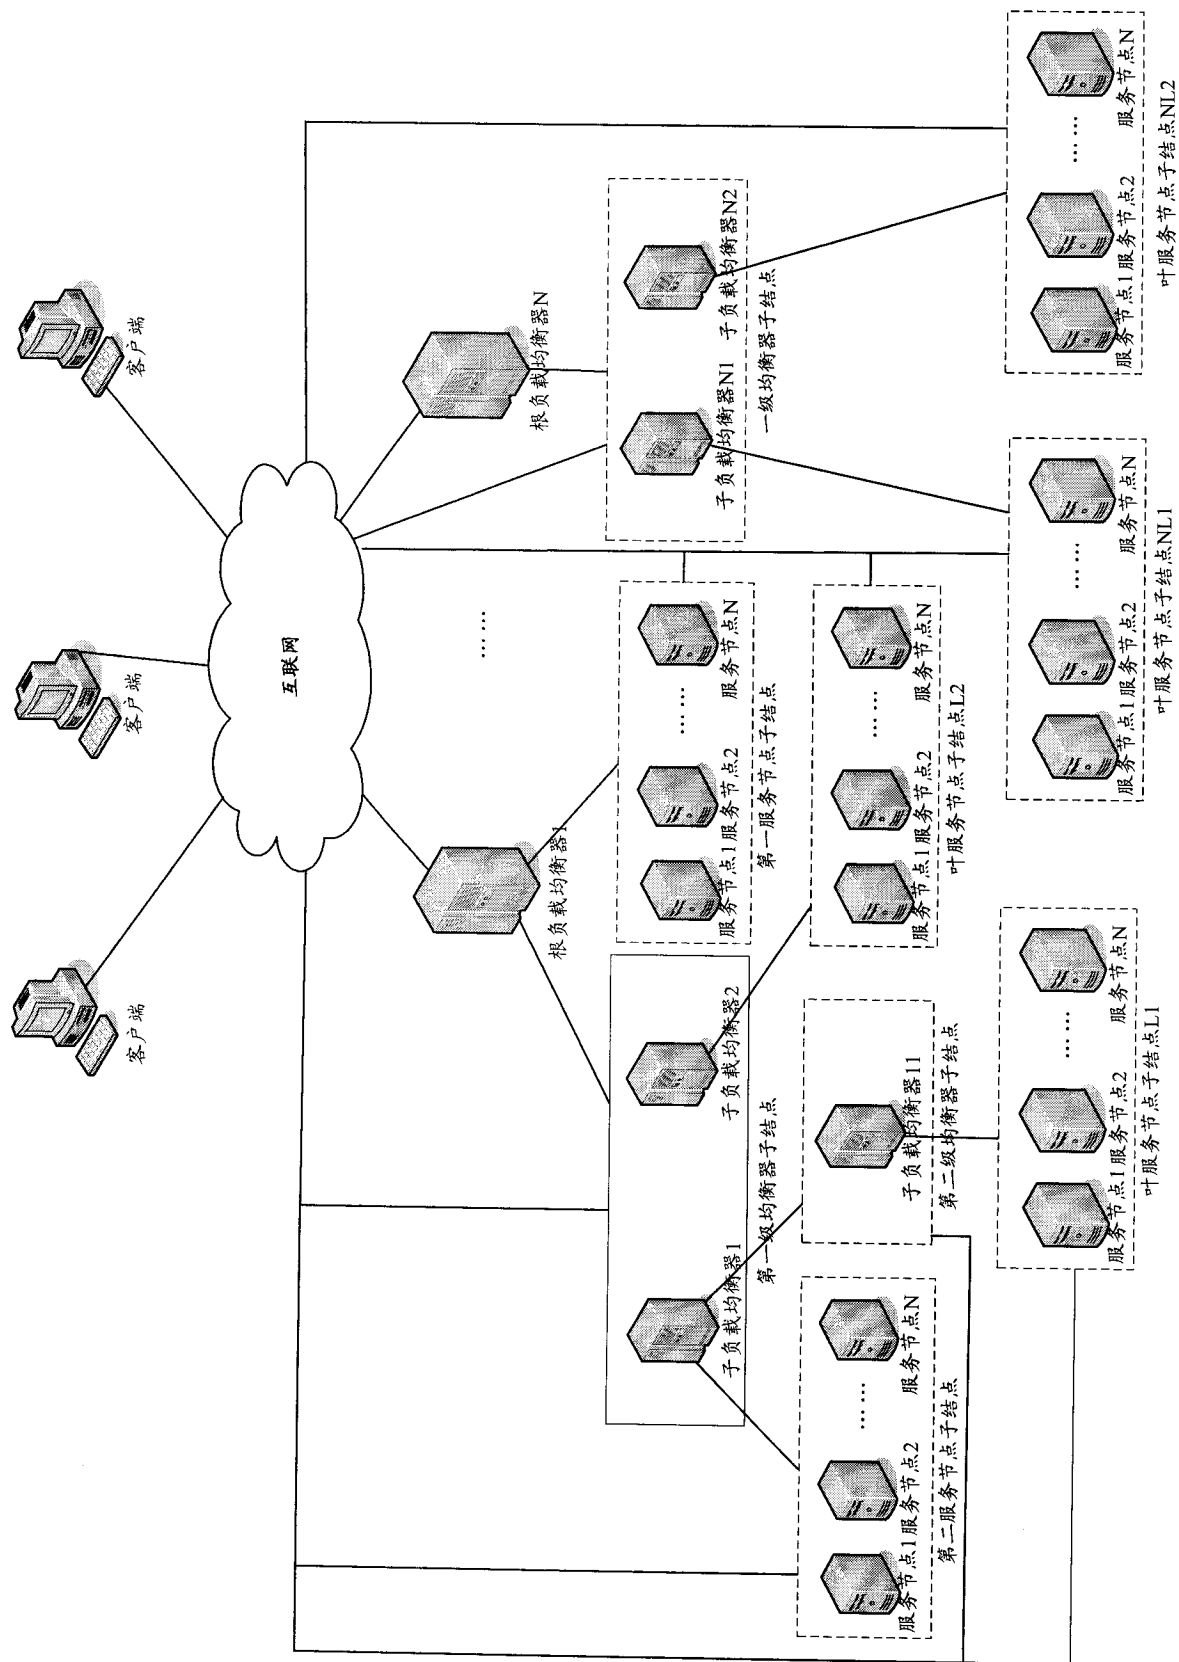 客户端
客户端
客户端
互联网
根负载均衡器1
……
根负载均衡器N
子负载均衡器1
子负载均衡器2
第一级均衡器子结点
服务节点1
服务节点2
……
服务节点N
第一服务节点子结点
子负载均衡器N1
子负载均衡器N2
一级均衡器子结点
服务节点1
服务节点2
……
服务节点N
第二服务节点子结点
子负载均衡器11
第二级均衡器子结点
服务节点1
服务节点2
……
服务节点N
叶服务节点子结点L2
服务节点1
服务节点2
……
服务节点N
叶服务节点子结点L1
服务节点1
服务节点2
……
服务节点N
叶服务节点子结点NL1
服务节点1
服务节点2
……
服务节点N
叶服务节点子结点NL2